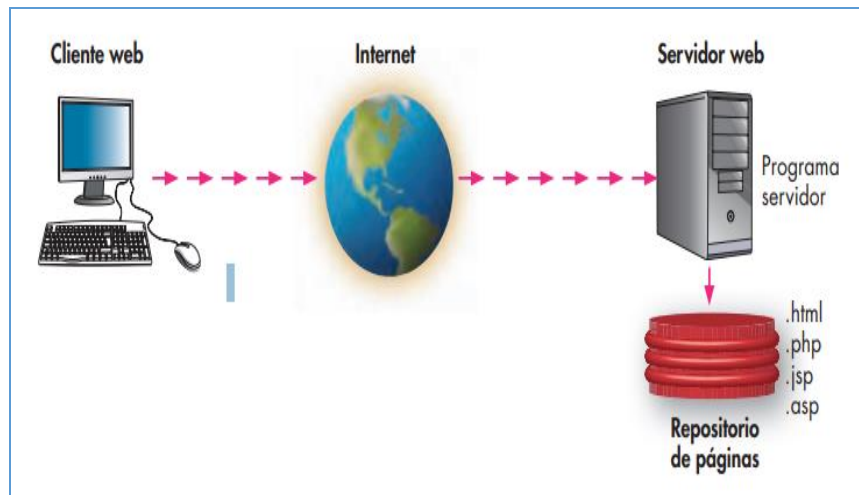 Cliente web
Internet
Servidor web
Programa
servidor
.html
.php
.jsp
.asp
Repositorio
de páginas